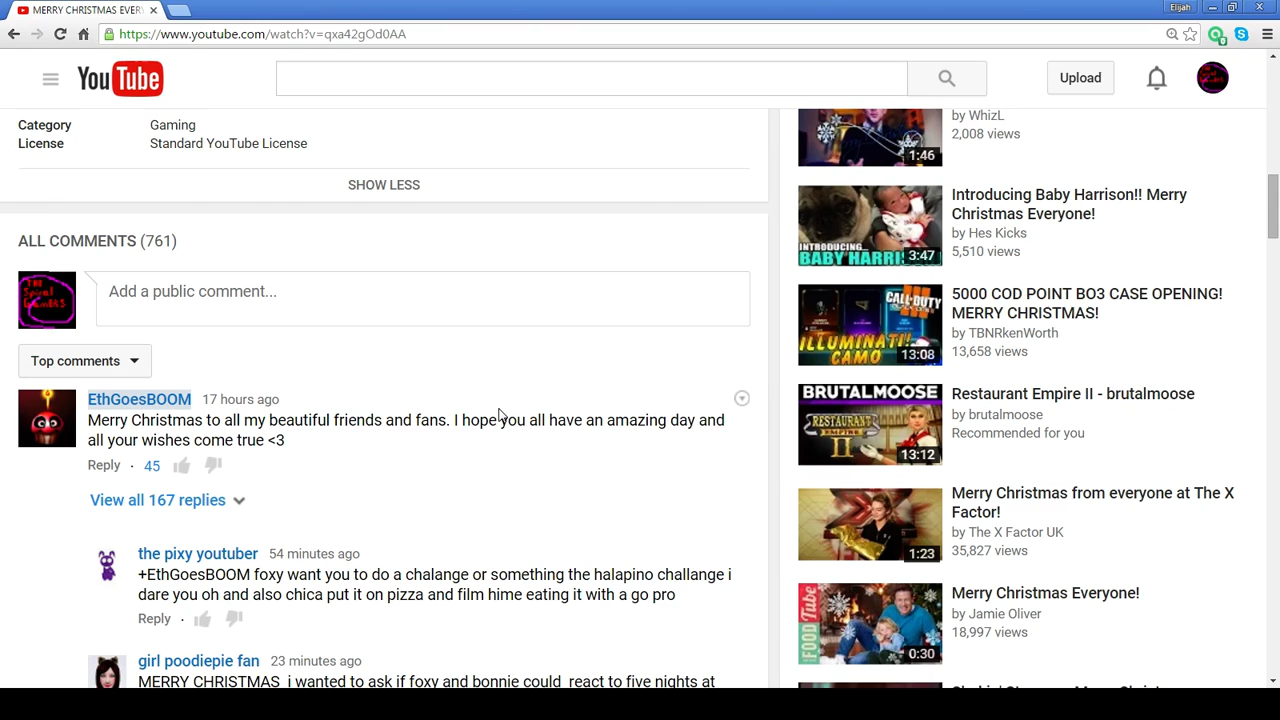 MERRY CHRISTMAS EVER
Elijah
https://www.youtube.com/watch?v=qxa42gOd0AA
YouTube
Upload
Category Gaming
License Standard YouTube License
SHOW LESS
ALL COMMENTS (761)
Add a public comment...
Top comments
EthGoesBOOM 17 hours ago
Merry Christmas to all my beautiful friends and fans. I hope you all have an amazing day and
all your wishes come true <3
Reply · 45
View all 167 replies
the pixy youtuber 54 minutes ago
+EthGoesBOOM foxy want you to do a chalange or something the halapino challange i
dare you oh and also chica put it on pizza and film hime eating it with a go pro
Reply ·
girl poodiepie fan 23 minutes ago
MERRY CHRISTMAS i wanted to ask if foxy and bonnie could react to five nights at
by WhizL
2,008 views
1:46
Introducing Baby Harrison!! Merry
Christmas Everyone!
by Hes Kicks
5,510 views
INTRODUCING...
BABY HARRIS
3:47
5000 COD POINT BO3 CASE OPENING!
MERRY CHRISTMAS!
by TBNRkenWorth
13,658 views
CALL OF DUTY
ILLUMINATI!
CAMO
13:08
Restaurant Empire II - brutalmoose
by brutalmoose
Recommended for you
BRUTALMOOSE
RESTAURANT
EMPIRE
II
13:12
Merry Christmas from everyone at The X
Factor!
by The X Factor UK
35,827 views
1:23
Merry Christmas Everyone!
by Jamie Oliver
18,997 views
FOOD Tube
0:30